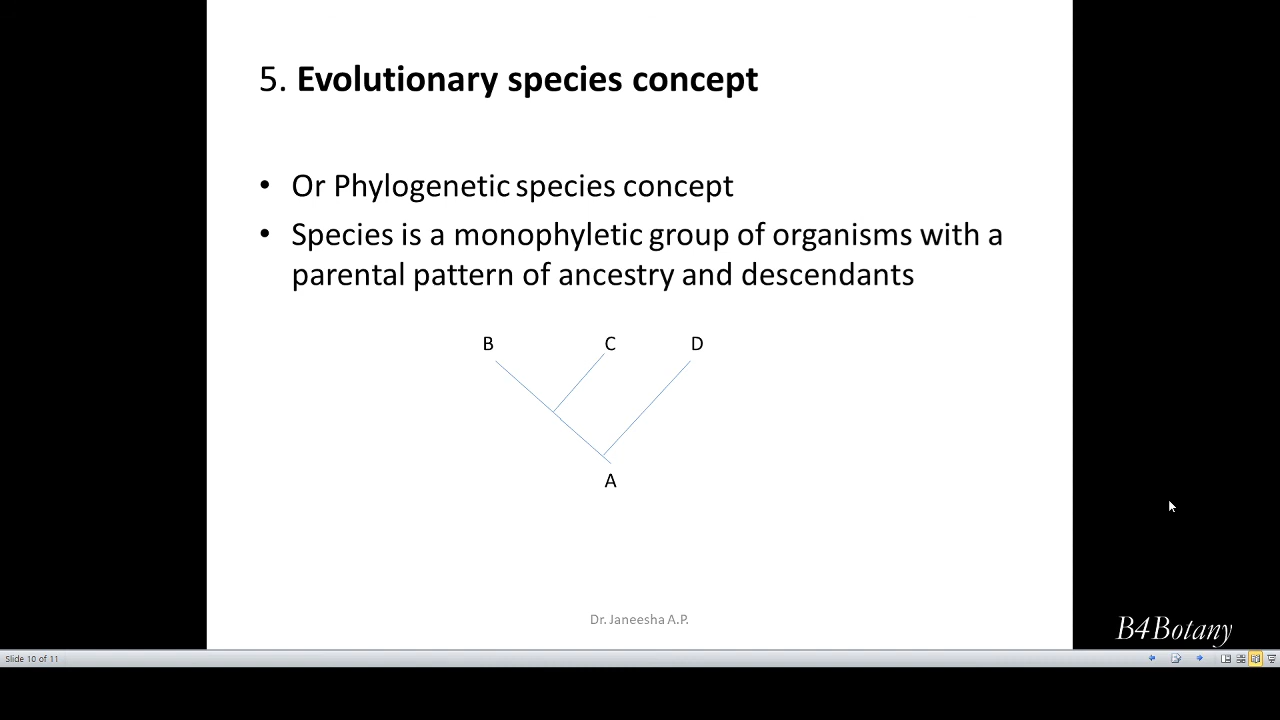 5. Evolutionary species concept
• Or Phylogenetic species concept
• Species is a monophyletic group of organisms with a
parental pattern of ancestry and descendants
B C D
A
Dr. Janeesha A.P.
B4Botany
Slide 10 of 11